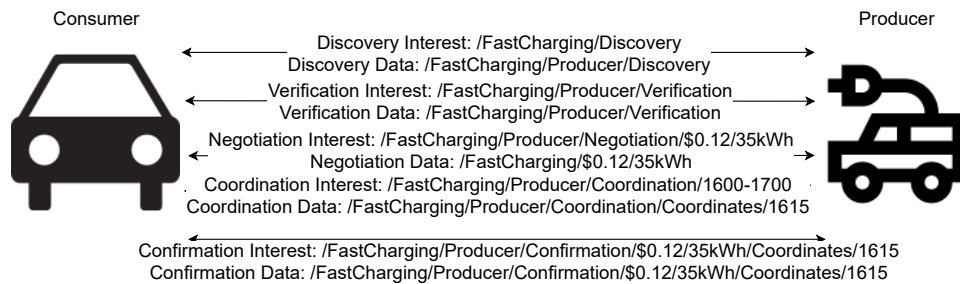 Consumer
Producer
Discovery Interest: /FastCharging/Discovery
Discovery Data: /FastCharging/Producer/Discovery
Verification Interest: /FastCharging/Producer/Verification
Verification Data: /FastCharging/Producer/Verification
Negotiation Interest: /FastCharging/Producer/Negotiation/$0.12/35kWh
Negotiation Data: /FastCharging/$0.12/35kWh
Coordination Interest: /FastCharging/Producer/Coordination/1600-1700
Coordination Data: /FastCharging/Producer/Coordination/Coordinates/1615
Confirmation Interest: /FastCharging/Producer/Confirmation/$0.12/35kWh/Coordinates/1615
Confirmation Data: /FastCharging/Producer/Confirmation/$0.12/35kWh/Coordinates/1615